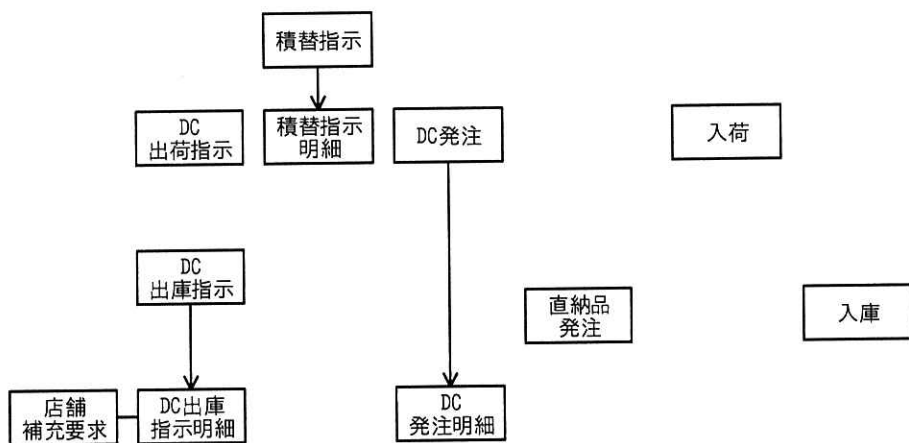 積替指示
DC
出荷指示
積替指示
明細
DC発注
入荷
DC
出庫指示
直納品
発注
入庫
店舗
補充要求
DC出庫
指示明細
DC
発注明細